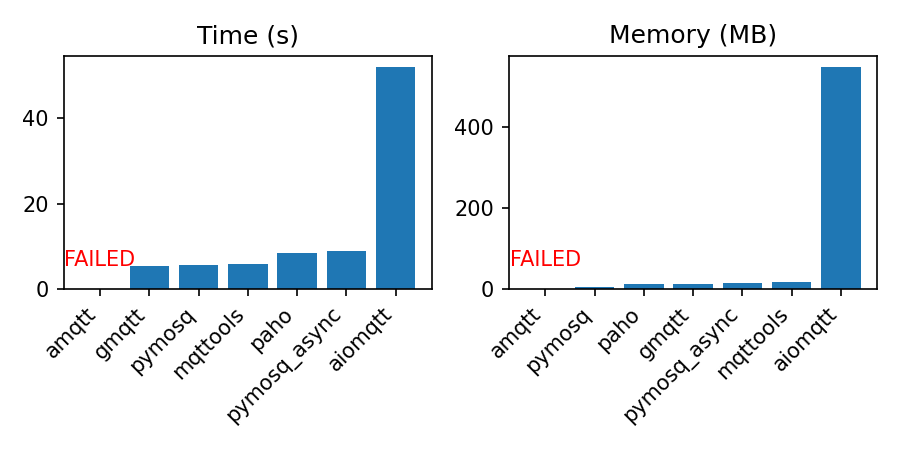 Time (s)
40
20
0
FAILED
amqtt
gmqtt
pymosq
mqttools
paho
pymosq_async
aiomqtt
Memory (MB)
400
200
0
FAILED
amqtt
pymosq
paho
gmqtt
pymosq_async
mqttools
aiomqtt